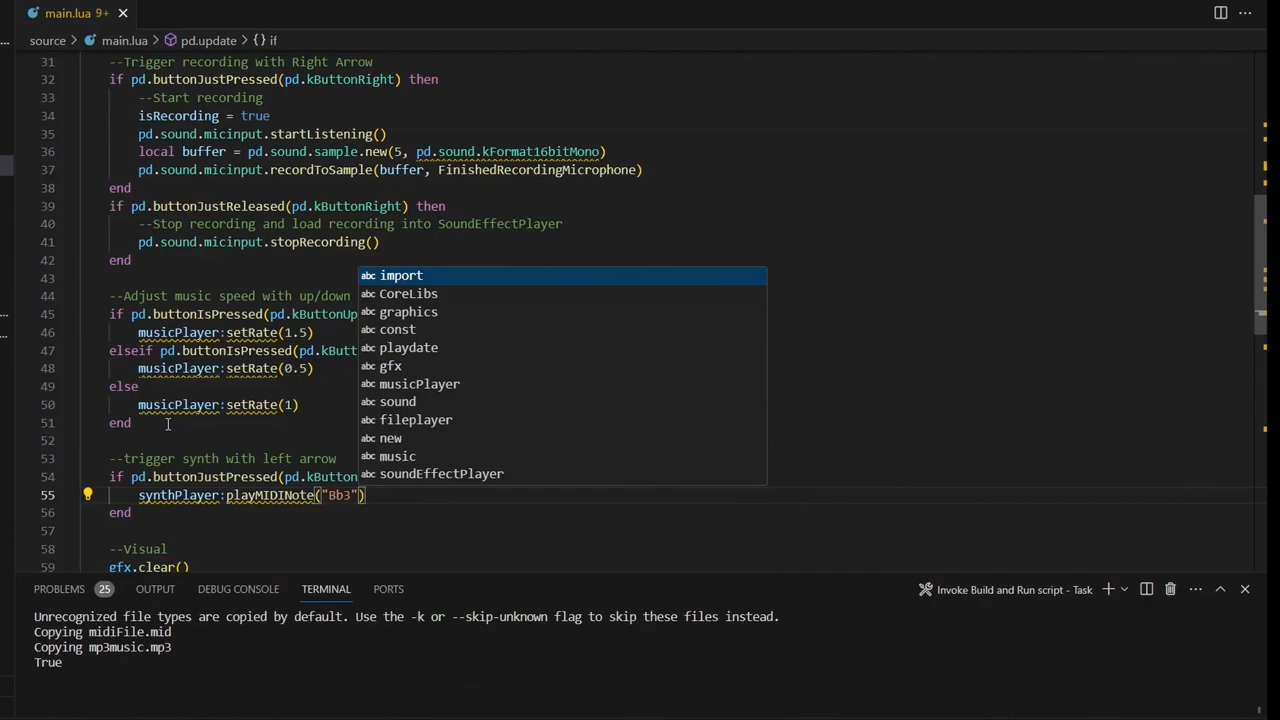 main.lua 9+
source > main.lua > pd.update > {} if
31 --Trigger recording with Right Arrow
32 if pd.buttonJustPressed(pd.kButtonRight) then
33 --Start recording
34 isRecording = true
35 pd.sound.micinput.startListening()
36 local buffer = pd.sound.sample.new(5, pd.sound.kFormat16bitMono)
37 pd.sound.micinput.recordToSample(buffer, FinishedRecordingMicrophone)
38 end
39 if pd.buttonJustReleased(pd.kButtonRight) then
40 --Stop recording and load recording into SoundEffectPlayer
41 pd.sound.micinput.stopRecording()
42 end
43
44 --Adjust music speed with up/down
45 if pd.buttonIsPressed(pd.kButtonUp
46 musicPlayer:setRate(1.5)
47 elseif pd.buttonIsPressed(pd.kButt
48 musicPlayer:setRate(0.5)
49 else
50 musicPlayer:setRate(1)
51 end
52
53 --trigger synth with left arrow
54 if pd.buttonJustPressed(pd.kButton
55 synthPlayer:playMIDINote("Bb3")
56 end
57
58 --Visual
59 gfx.clear()
abc import
abc CoreLibs
abc graphics
abc const
abc playdate
abc gfx
abc musicPlayer
abc sound
abc fileplayer
abc new
abc music
abc soundEffectPlayer
PROBLEMS 25 OUTPUT DEBUG CONSOLE TERMINAL PORTS
Invoke Build and Run script - Task
Unrecognized file types are copied by default. Use the -k or --skip-unknown flag to skip these files instead.
Copying midiFile.mid
Copying mp3music.mp3
True